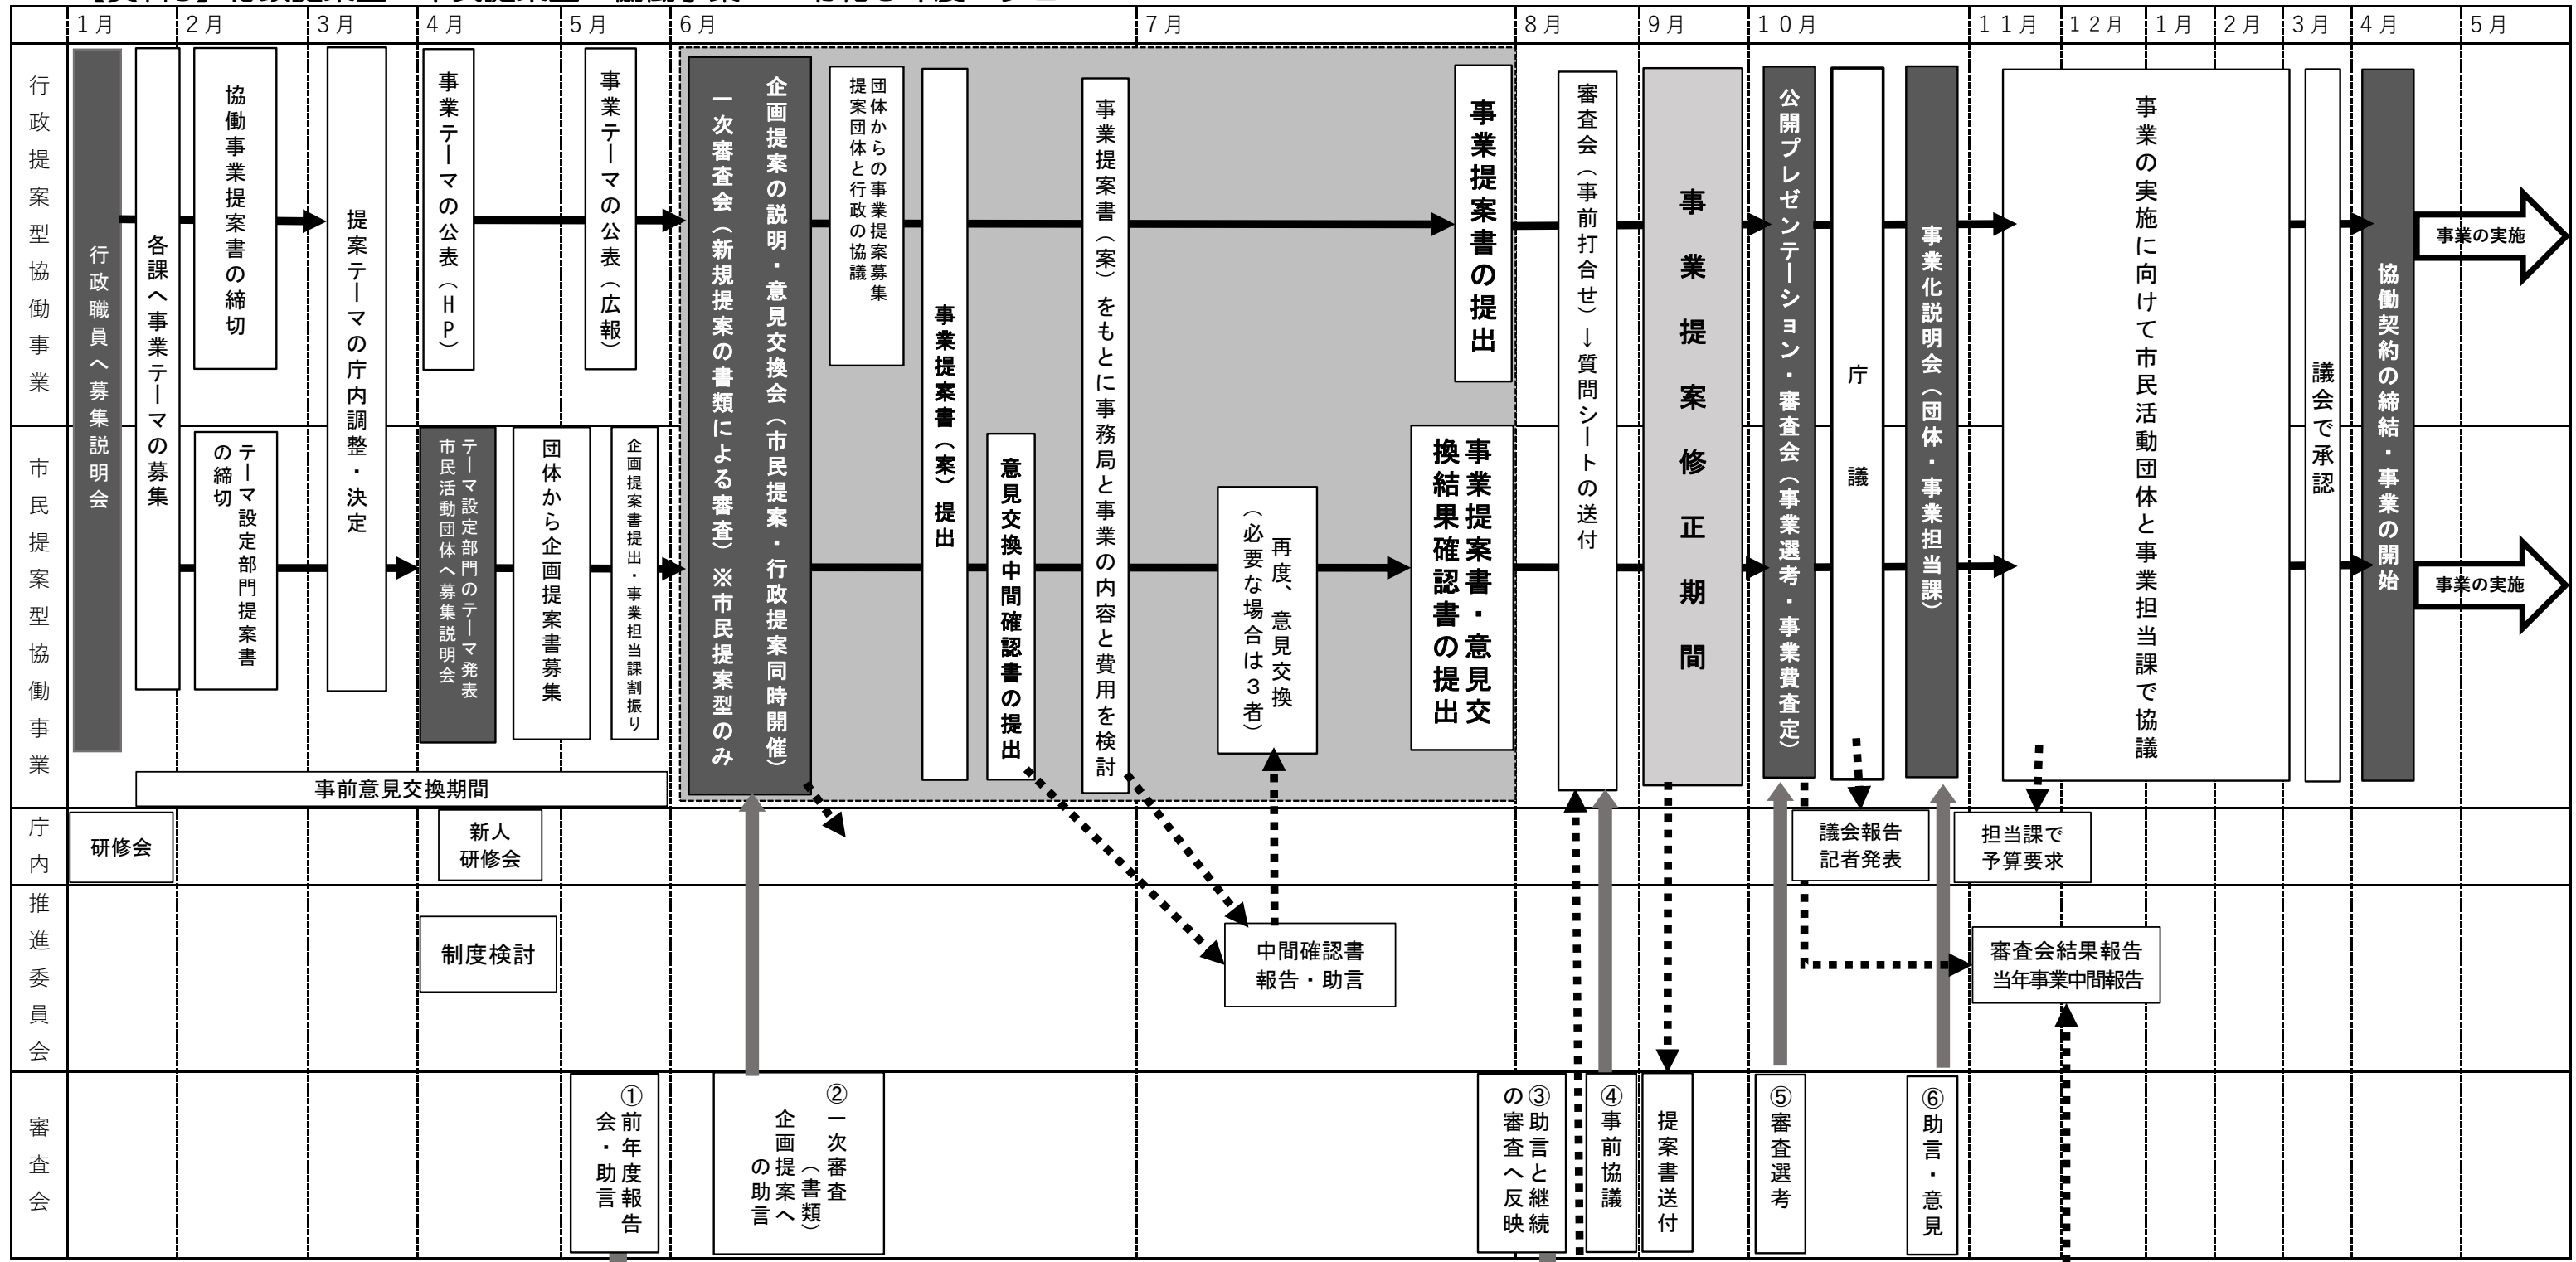 1月
2月
3月
4月
5月
6月
7月
8月
9月
10月
11月
12月
1月
2月
3月
4月
5月
行政提案型協働事業
市民提案型協働事業
庁内
推進委員会
審査会
行政職員へ募集説明会
各課へ事業テーマの募集
協働事業提案書の締切
テーマ設定部門提案書
の締切
提案テーマの庁内調整・決定
事業テーマの公表（HP）
テーマ設定部門のテーマ発表
市民活動団体へ募集説明会
団体から企画提案書募集
事業テーマの公表（広報）
企画提案書提出・事業担当課割振り
事前意見交換期間
企画提案の説明・意見交換会（市民提案・行政提案同時開催）
一次審査会（新規提案の書類による審査）※市民提案型のみ
団体からの事業提案募集
提案団体と行政の協議
事業提案書（案）提出
意見交換中間確認書の提出
事業提案書（案）をもとに事務局と事業の内容と費用を検討
再度、意見交換
（必要な場合は3者）
事業提案書の提出
事業提案書・意見交
換結果確認書の提出
審査会（事前打合せ）→質問シートの送付
事業提案修正期間
公開プレゼンテーション・審査会（事業選考・事業費査定）
庁議
事業化説明会（団体・事業担当課）
事業の実施に向けて市民活動団体と事業担当課で協議
議会で承認
協働契約の締結・事業の開始
事業の実施
事業の実施
研修会
新人
研修会
議会報告
記者発表
担当課で
予算要求
制度検討
中間確認書
報告・助言
審査会結果報告
当年事業中間報告
①前年度報告
会・助言
②一次審査
（書類）
企画提案へ
の助言
③助言と継続
の審査へ反映
④事前協議
提案書送付
⑤審査選考
⑥助言・意見